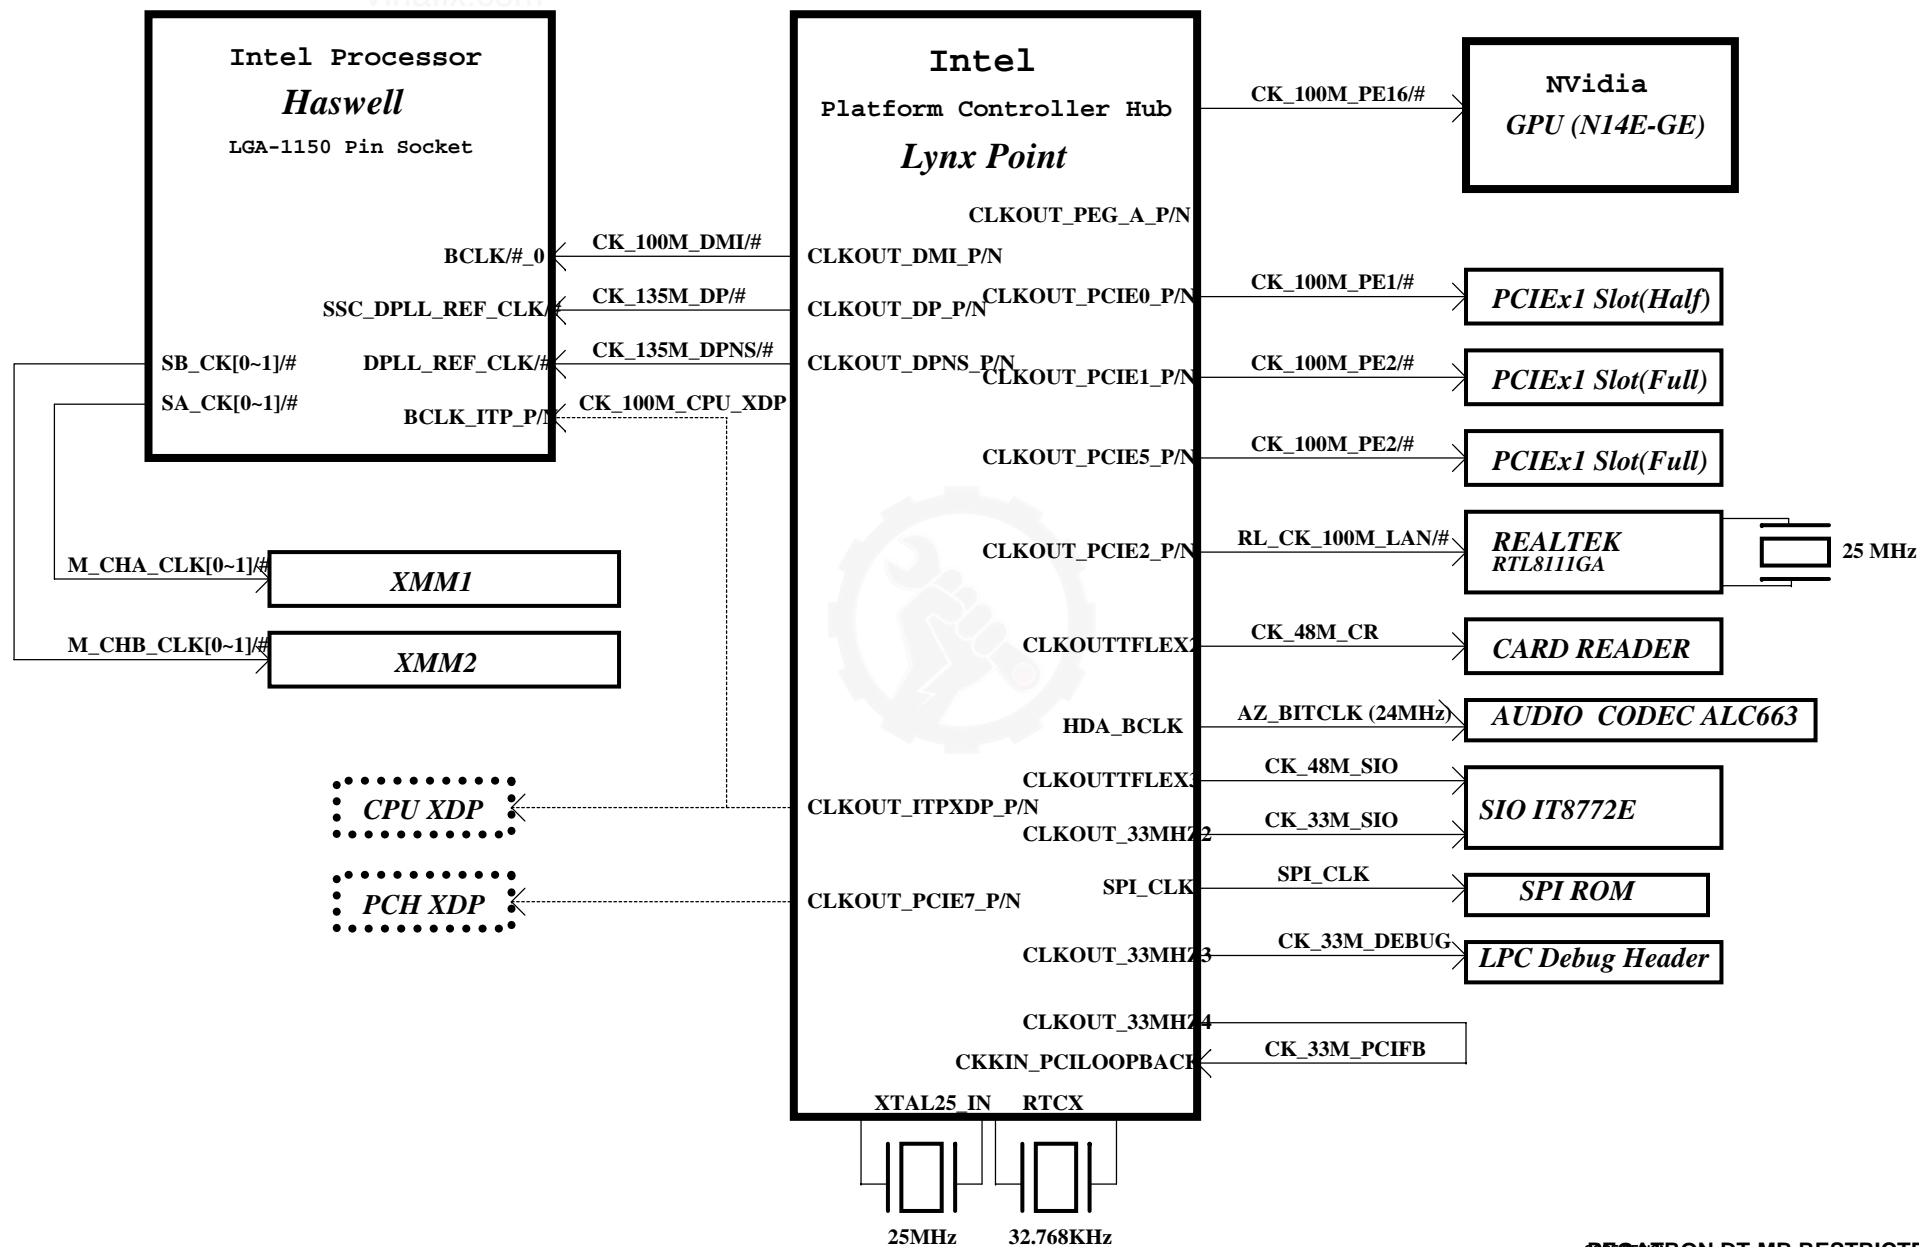 Intel Processor
Haswell
LGA-1150 Pin Socket
BCLK/#_0
SSC_DPLL_REF_CLK/#
SB_CK[0~1]/#
DPLL_REF_CLK/#
SA_CK[0~1]/#
BCLK_ITP_P/N
CK_100M_DMI/#
CK_135M_DP/#
CK_135M_DPNS/#
CK_100M_CPU_XDP
M_CHA_CLK[0~1]/#
XMM1
M_CHB_CLK[0~1]/#
XMM2
CPU XDP
PCH XDP
Intel
Platform Controller Hub
Lynx Point
CLKOUT_PEG_A_P/N
CLKOUT_DMI_P/N
CLKOUT_PCIE0_P/N
CLKOUT_DP_P/N
CLKOUT_DPNS_P/N
CLKOUT_PCIE1_P/N
CLKOUT_PCIE5_P/N
CLKOUT_PCIE2_P/N
CLKOUTTFLEX2
HDA_BCLK
CLKOUTTFLEX3
CLKOUT_ITPXDP_P/N
CLKOUT_33MHZ2
SPI_CLK
CLKOUT_PCIE7_P/N
CLKOUT_33MHZ3
CLKOUT_33MHZ4
CKKIN_PCILOOPBACK
XTAL25_IN
RTCX
25MHz
32.768KHz
CK_100M_PE16/#
NVidia
GPU (N14E-GE)
CK_100M_PE1/#
PCIEx1 Slot(Half)
CK_100M_PE2/#
PCIEx1 Slot(Full)
CK_100M_PE2/#
PCIEx1 Slot(Full)
RL_CK_100M_LAN/#
REALTEK
RTL8111GA
25 MHz
CK_48M_CR
CARD READER
AZ_BITCLK (24MHz)
AUDIO CODEC ALC663
CK_48M_SIO
CK_33M_SIO
SIO IT8772E
SPI_CLK
SPI ROM
CK_33M_DEBUG
LPC Debug Header
CK_33M_PCIFB